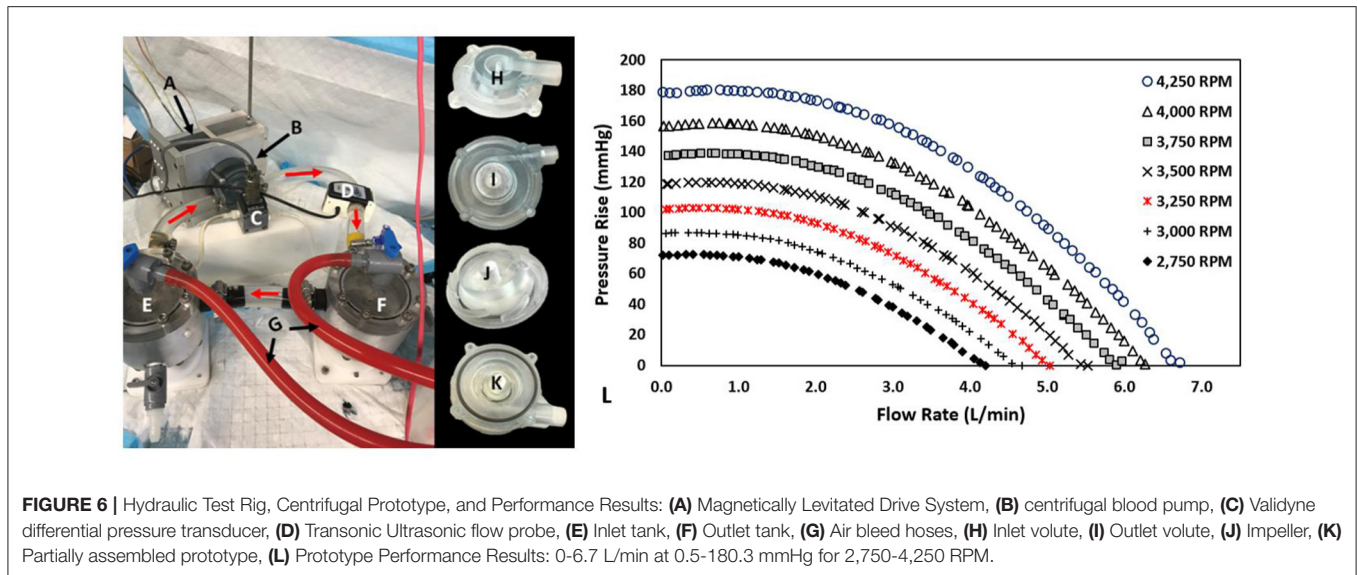 A
B
C
D
E
F
G
H
I
J
K
L
Pressure Rise (mmHg)
200
180
160
140
120
100
80
60
40
20
0
0.0 1.0 2.0 3.0 4.0 5.0 6.0 7.0
Flow Rate (L/min)
4,250 RPM
4,000 RPM
3,750 RPM
3,500 RPM
3,250 RPM
3,000 RPM
2,750 RPM
FIGURE 6 | Hydraulic Test Rig, Centrifugal Prototype, and Performance Results: (A) Magnetically Levitated Drive System, (B) centrifugal blood pump, (C) Validyne
differential pressure transducer, (D) Transonic Ultrasonic flow probe, (E) Inlet tank, (F) Outlet tank, (G) Air bleed hoses, (H) Inlet volute, (I) Outlet volute, (J) Impeller, (K)
Partially assembled prototype, (L) Prototype Performance Results: 0-6.7 L/min at 0.5-180.3 mmHg for 2,750-4,250 RPM.